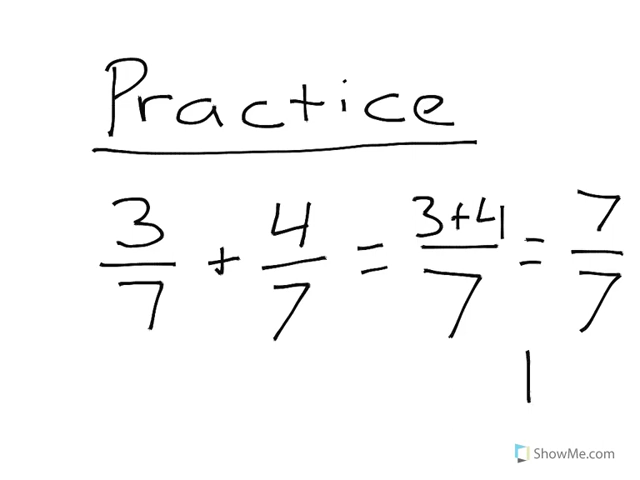 Practice
3/7 + 4/7 = 3+4/7 = 7/7
1
ShowMe.com